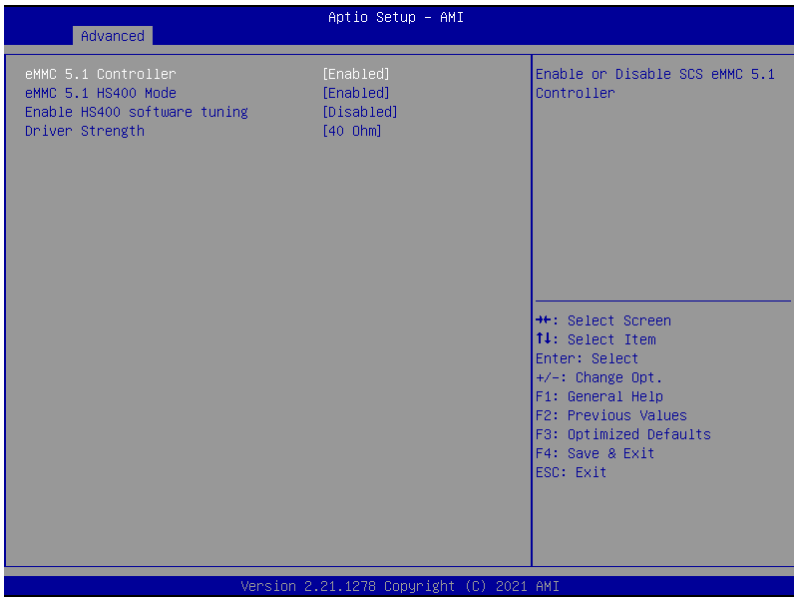 Aptio Setup – AMI
Advanced
eMMC 5.1 Controller [Enabled]
eMMC 5.1 HS400 Mode [Enabled]
Enable HS400 software tuning [Disabled]
Driver Strength [40 Ohm]
Enable or Disable SCS eMMC 5.1
Controller
→←: Select Screen
↑↓: Select Item
Enter: Select
+/-: Change Opt.
F1: General Help
F2: Previous Values
F3: Optimized Defaults
F4: Save & Exit
ESC: Exit
Version 2.21.1278 Copyright (C) 2021 AMI